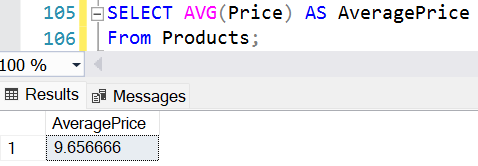 105 SELECT AVG(Price) AS AveragePrice
106 From Products;
100 %
Results Messages
AveragePrice
1 9.656666